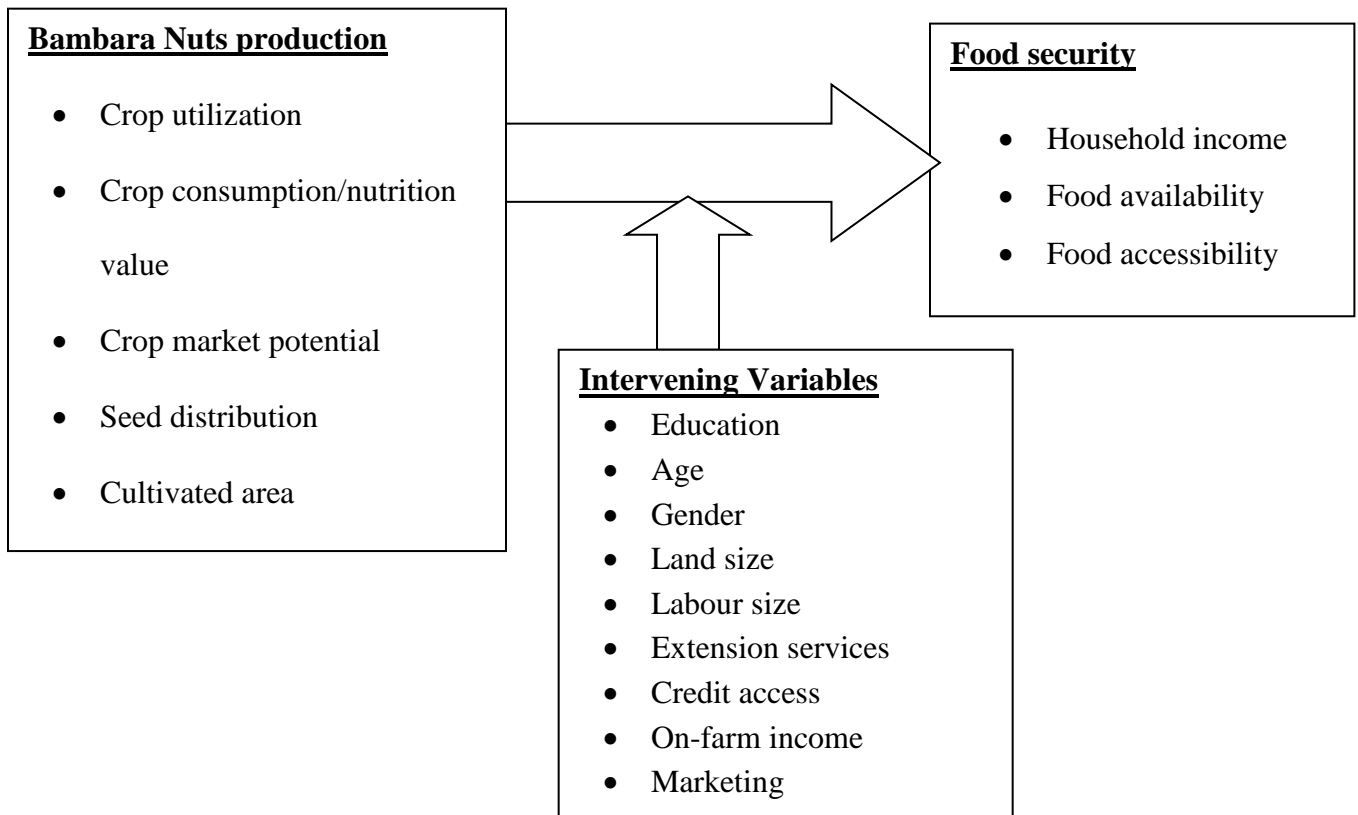 Bambara Nuts production
• Crop utilization
• Crop consumption/nutrition
value
• Crop market potential
• Seed distribution
• Cultivated area
Food security
• Household income
• Food availability
• Food accessibility
Intervening Variables
• Education
• Age
• Gender
• Land size
• Labour size
• Extension services
• Credit access
• On-farm income
• Marketing